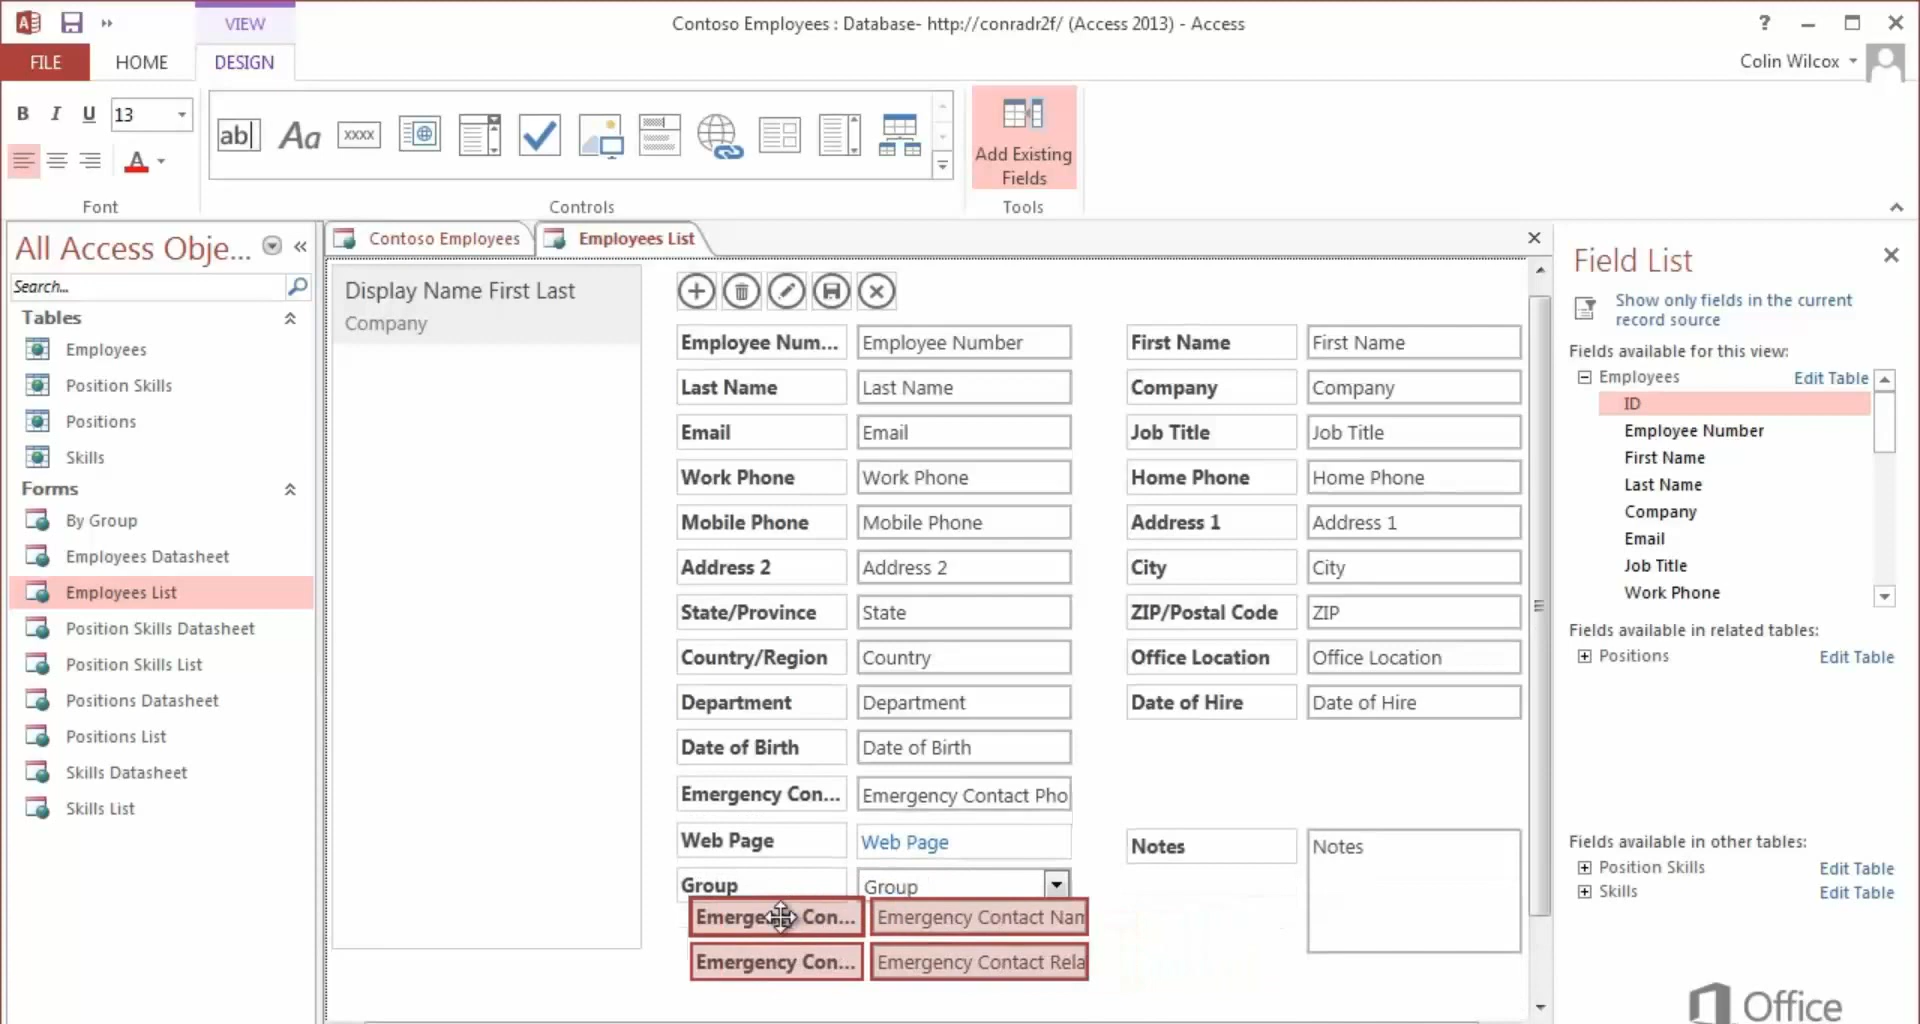 VIEW
Contoso Employees : Database- http://conradr2f/ (Access 2013) - Access
?
FILE
HOME
DESIGN
Colin Wilcox
B I U 13
A
Font
ab|
Aa
xxxx
Controls
Add Existing
Fields
Tools
All Access Obje...
Search...
Tables
Employees
Position Skills
Positions
Skills
Forms
By Group
Employees Datasheet
Employees List
Position Skills Datasheet
Position Skills List
Positions Datasheet
Positions List
Skills Datasheet
Skills List
Contoso Employees
Employees List
Display Name First Last
Company
Employee Num... Employee Number First Name First Name
Last Name Last Name Company Company
Email Email Job Title Job Title
Work Phone Work Phone Home Phone Home Phone
Mobile Phone Mobile Phone Address 1 Address 1
Address 2 Address 2 City City
State/Province State ZIP/Postal Code ZIP
Country/Region Country Office Location Office Location
Department Department Date of Hire Date of Hire
Date of Birth Date of Birth
Emergency Con... Emergency Contact Pho
Web Page Web Page Notes Notes
Group Group
Con... Emergency Contact Nam
Emergency Con... Emergency Contact Rela
Field List
Show only fields in the current
record source
Fields available for this view:
Employees Edit Table
ID
Employee Number
First Name
Last Name
Company
Email
Job Title
Work Phone
Fields available in related tables:
Positions Edit Table
Fields available in other tables:
Position Skills Edit Table
Skills Edit Table
Office